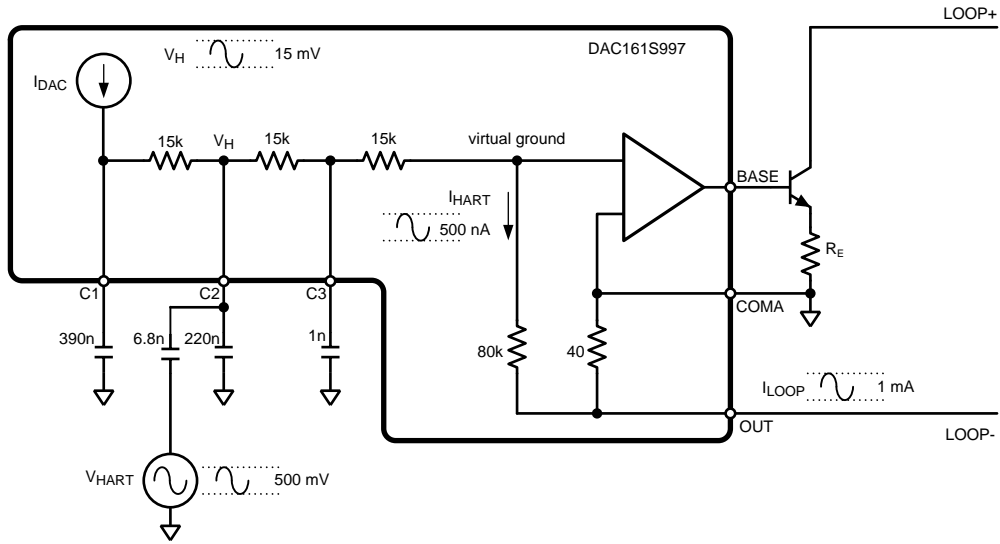 LOOP+
V_H 15 mV DAC161S997
I_DAC
15k V_H 15k 15k virtual ground
BASE
I_HART
500 nA
R_E
C1 C2 C3 COMA
390n 6.8n 220n 1n
80k 40
I_LOOP 1 mA
OUT
LOOP-
V_HART 500 mV